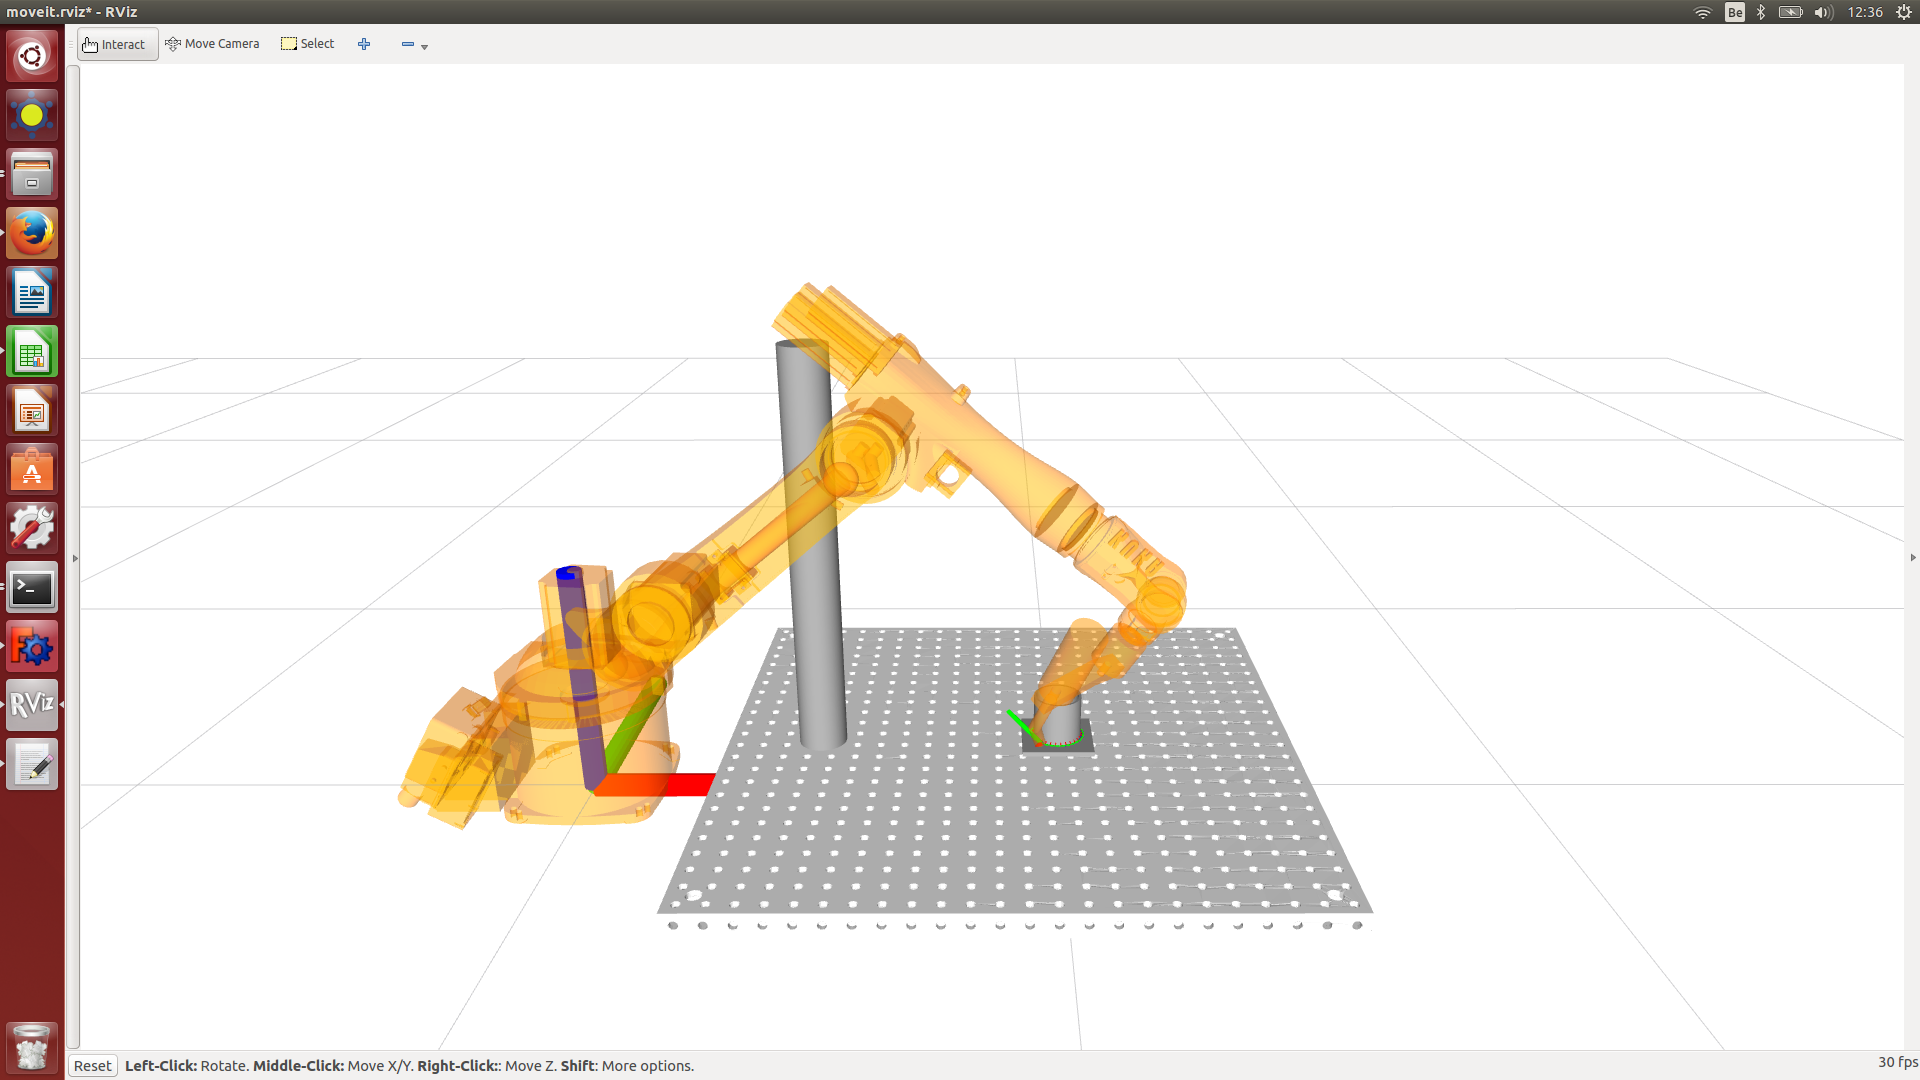 moveit.rviz* - RViz
Be
12:36
Interact
Move Camera
Select
RViz
KUKA
Reset
Left-Click: Rotate. Middle-Click: Move X/Y. Right-Click:: Move Z. Shift: More options.
30 fps